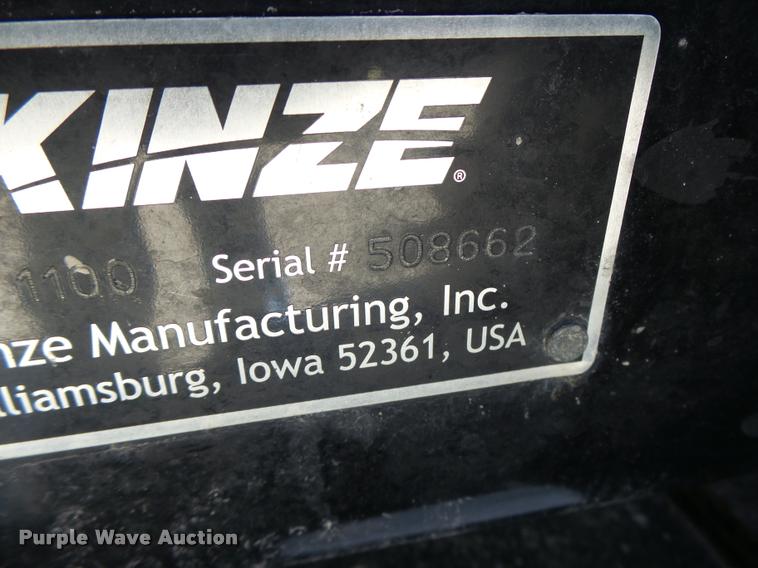 KINZE®
1100 Serial # 508662
nze Manufacturing, Inc.
lliamsburg, Iowa 52361, USA
Purple Wave Auction